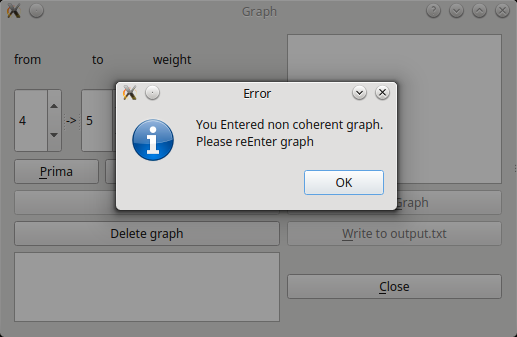 Graph
from to weight
Error
You Entered non coherent graph.
Please reEnter graph
4 -> 5
OK
Prima
Graph
Delete graph
Write to output.txt
Close